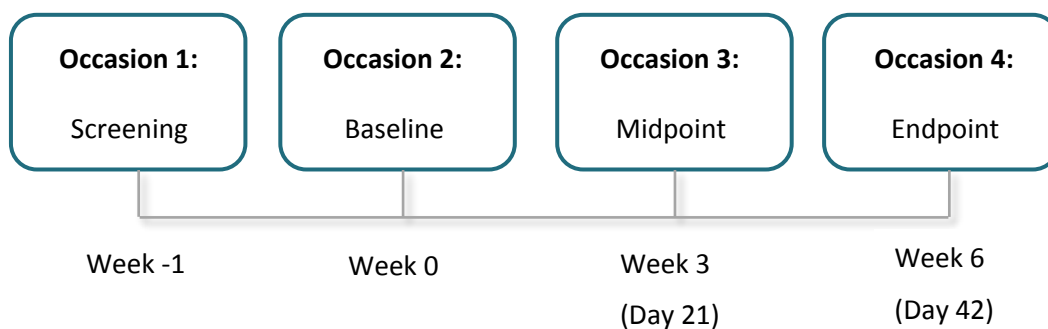 Occasion 1:
Screening
Occasion 2:
Baseline
Occasion 3:
Midpoint
Occasion 4:
Endpoint
Week -1
Week 0
Week 3
(Day 21)
Week 6
(Day 42)